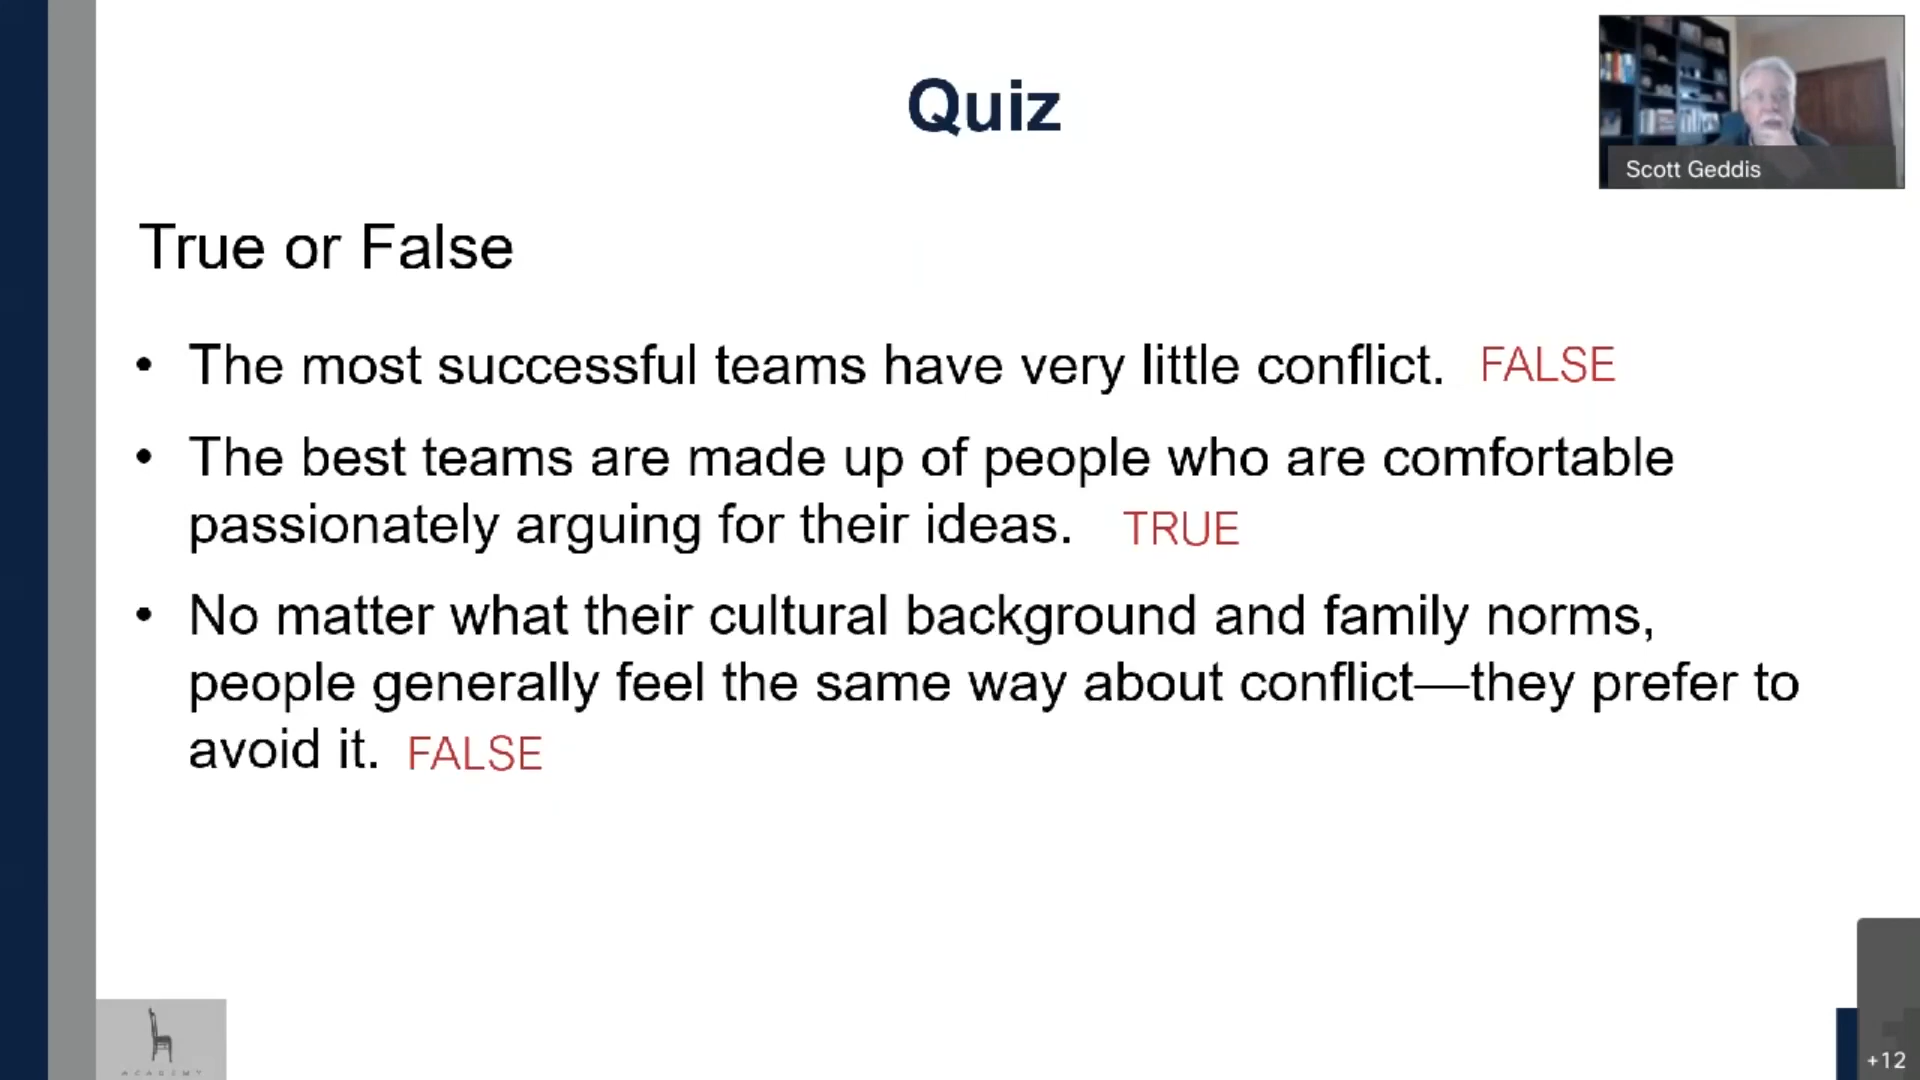 Quiz
Scott Geddis
True or False
• The most successful teams have very little conflict. FALSE
• The best teams are made up of people who are comfortable
passionately arguing for their ideas. TRUE
• No matter what their cultural background and family norms,
people generally feel the same way about conflict—they prefer to
avoid it. FALSE
ACADEMY
+12